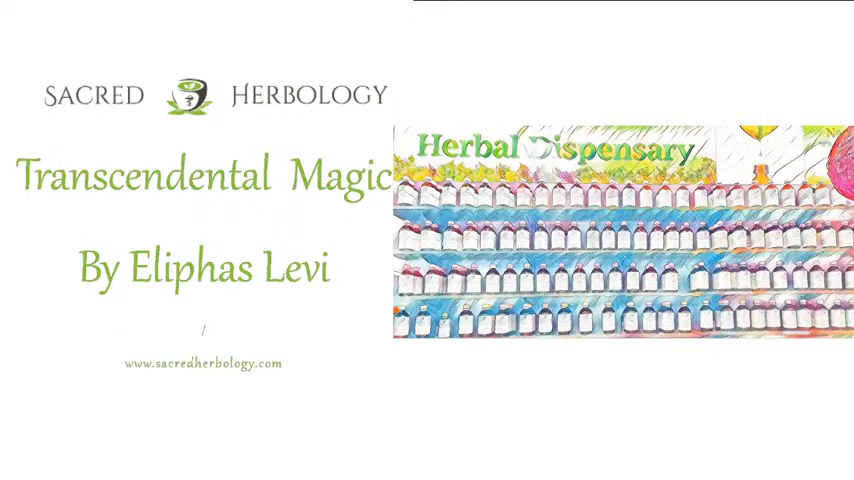 Sacred Herbology
Transcendental Magic
By Eliphas Levi
/
www.sacredherbology.com
Herbal Dispensary